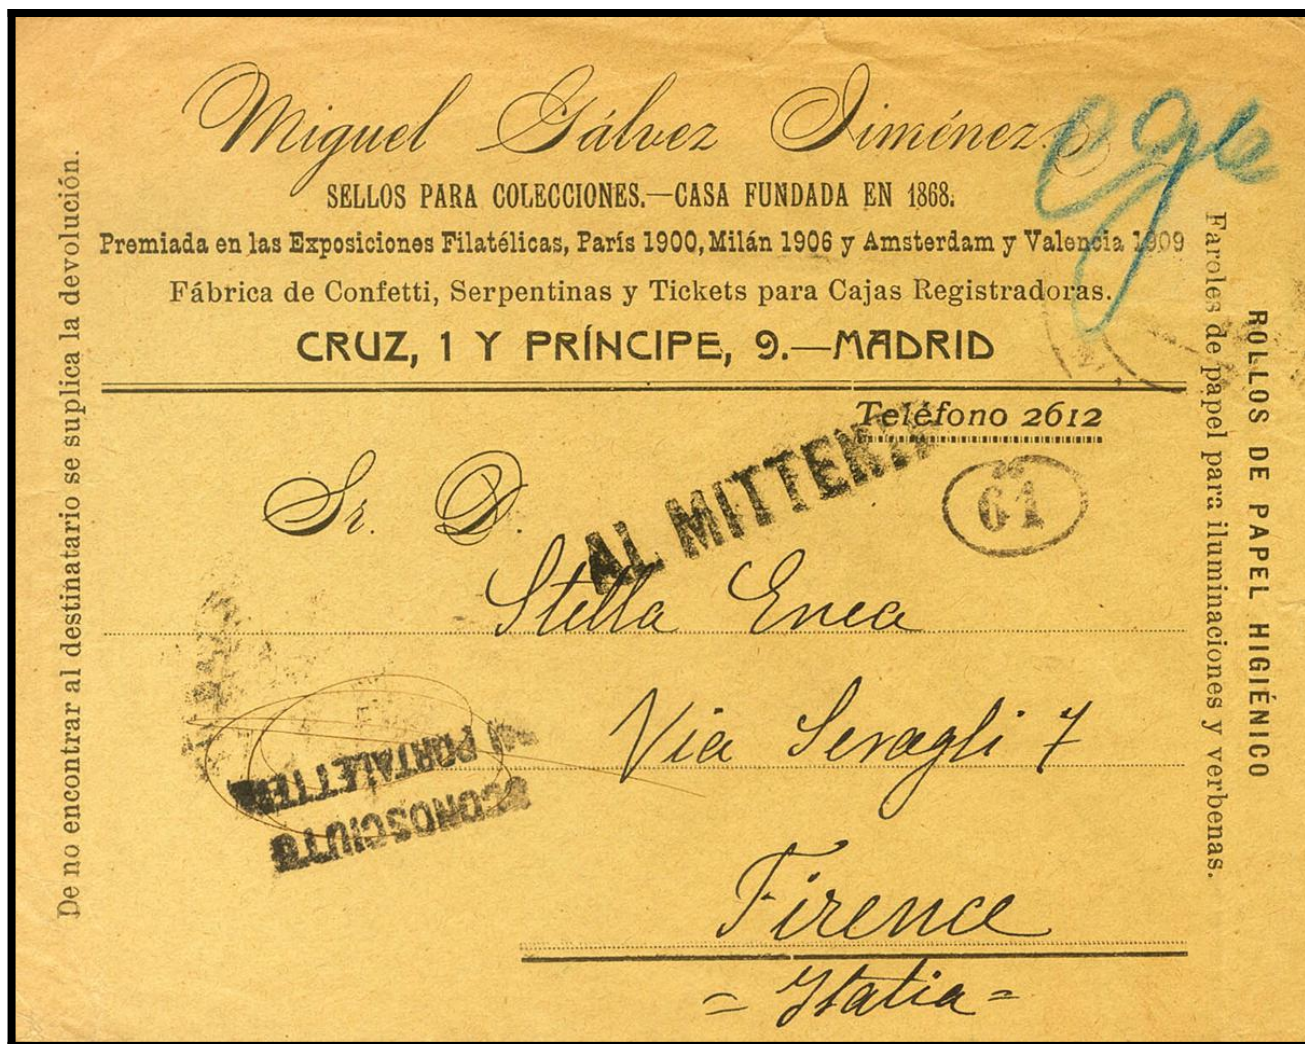 Miguel Gálvez Jiménez.
SELLOS PARA COLECCIONES.—CASA FUNDADA EN 1868.
Premiada en las Exposiciones Filatélicas, París 1900, Milán 1906 y Amsterdam y Valencia 1909
Fábrica de Confetti, Serpentinas y Tickets para Cajas Registradoras.
CRUZ, 1 Y PRÍNCIPE, 9.—MADRID
Teléfono 2612
De no encontrar al destinatario se suplica la devolución.
Faroles de papel para iluminaciones y verbenas.
ROLLOS DE PAPEL HIGIÉNICO
AL
61
Sr. D.
Stella Enea
Via Seragli 7
PORTALETTERE
SCONOSCIUTO
Firence
= Italia =